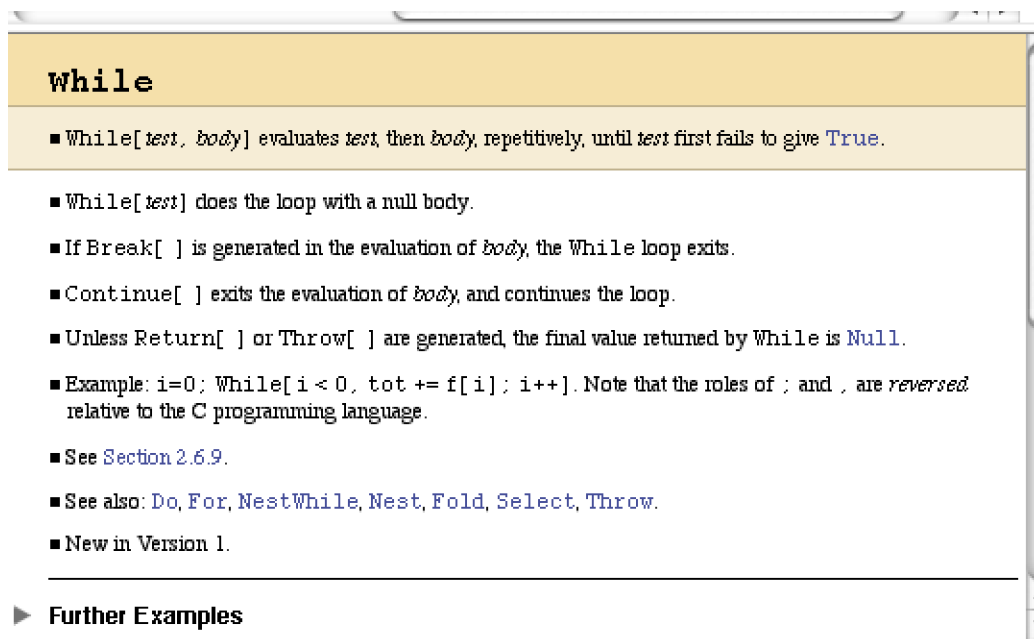 While
■ While[test, body] evaluates test, then body, repetitively, until test first fails to give True.
■ While[test] does the loop with a null body.
■ If Break[ ] is generated in the evaluation of body, the While loop exits.
■ Continue[ ] exits the evaluation of body, and continues the loop.
■ Unless Return[ ] or Throw[ ] are generated, the final value returned by While is Null.
■ Example: i=0; While[i < 0, tot += f[i]; i++]. Note that the roles of ; and , are reversed
relative to the C programming language.
■ See Section 2.6.9.
■ See also: Do, For, NestWhile, Nest, Fold, Select, Throw.
■ New in Version 1.
Further Examples